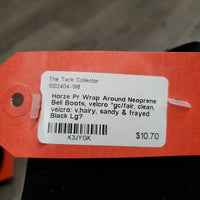 The Tack Collector
1002404-198
Horze Pr Wrap Around Neoprene
Bell Boots, velcro *gc/fair, clean,
velcro: v.hairy, sandy & frayed
Black Lg?
K3JYGK
$10.70